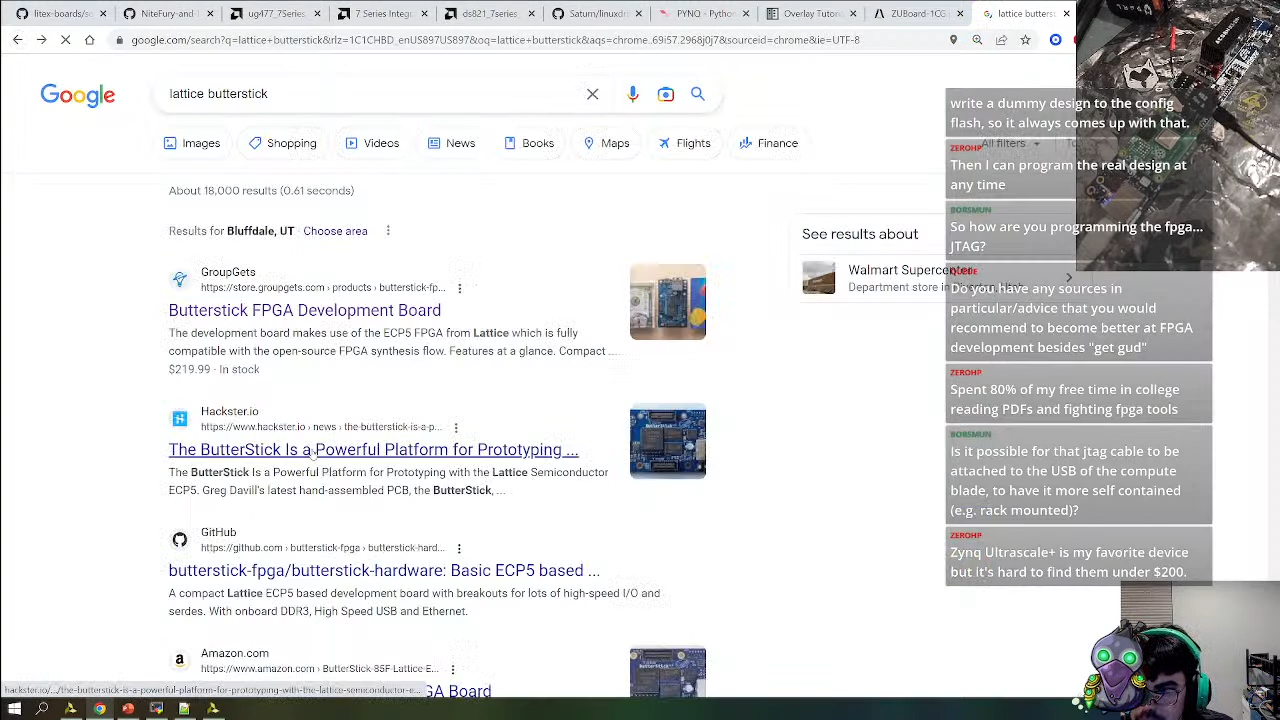 litex-boards/so
NiteFury-and-l
ug477_7Series
7 Series Integr
ds821_7series
Saturn/linuxdr
PYNQ - Python
Overlay Tutori
ZUBoard-1CG
lattice butterst
google.com/search?q=lattice+butterstick&rlz=1C1CHBD_enUS897US897&oq=lattice+butterstick&aqs=chrome..69i57.2968j0j7&sourceid=chrome&ie=UTF-8
Google
lattice butterstick
Images
Shopping
Videos
News
Books
Maps
Flights
Finance
All filters
About 18,000 results (0.61 seconds)
Results for Bluffdale, UT · Choose area
GroupGets
https://store.groupgets.com › products › butterstick-fp...
Butterstick FPGA Development Board
The development board makes use of the ECP5 FPGA from Lattice which is fully
compatible with the open-source FPGA synthesis flow. Features at a glance. Compact ...
$219.99 · In stock
Hackster.io
https://www.hackster.io › news › the-butterstick-is-a-p...
The ButterStick Is a Powerful Platform for Prototyping ...
The ButterStick Is a Powerful Platform for Prototyping with the Lattice Semiconductor
ECP5. Greg Davill's latest hand-assembled PCB, the ButterStick, ...
GitHub
https://github.com › butterstick-fpga › butterstick-hard...
butterstick-fpga/butterstick-hardware: Basic ECP5 based ...
A compact Lattice ECP5 based development board with breakouts for lots of high-speed I/O and
serdes. With onboard DDR3, High Speed USB and Ethernet.
Amazon.com
https://www.amazon.com › ButterStick-
GA Board
hackster.io/.../the-butterstick-is-a-powerful-platform-for-prototyping-with-the-lattice-semiconductor-e...
See results about
Walmart Supercenter
Department store in
write a dummy design to the config
flash, so it always comes up with that.
ZEROHP
Then I can program the real design at
any time
BORSMUN
So how are you programming the fpga...
JTAG?
Do you have any sources in
particular/advice that you would
recommend to become better at FPGA
development besides "get gud"
ZEROHP
Spent 80% of my free time in college
reading PDFs and fighting fpga tools
BORSMUN
Is it possible for that jtag cable to be
attached to the USB of the compute
blade, to have it more self contained
(e.g. rack mounted)?
ZEROHP
Zynq Ultrascale+ is my favorite device
but it's hard to find them under $200.